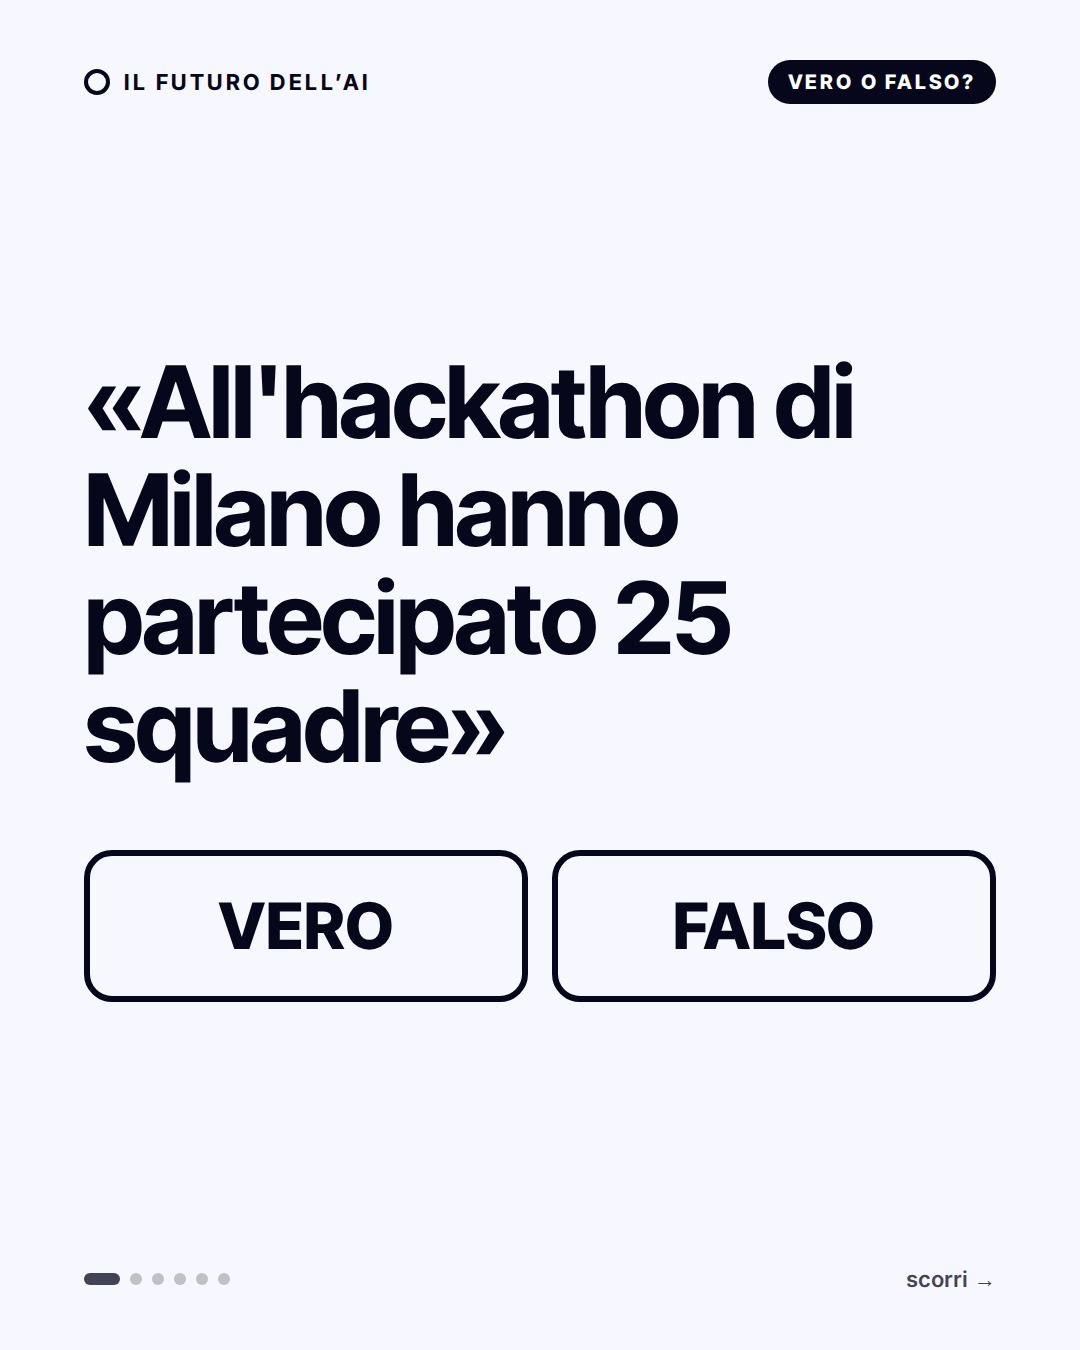 IL FUTURO DELL’AI
VERO O FALSO?
«All'hackathon di
Milano hanno
partecipato 25
squadre»
VERO
FALSO
scorri →